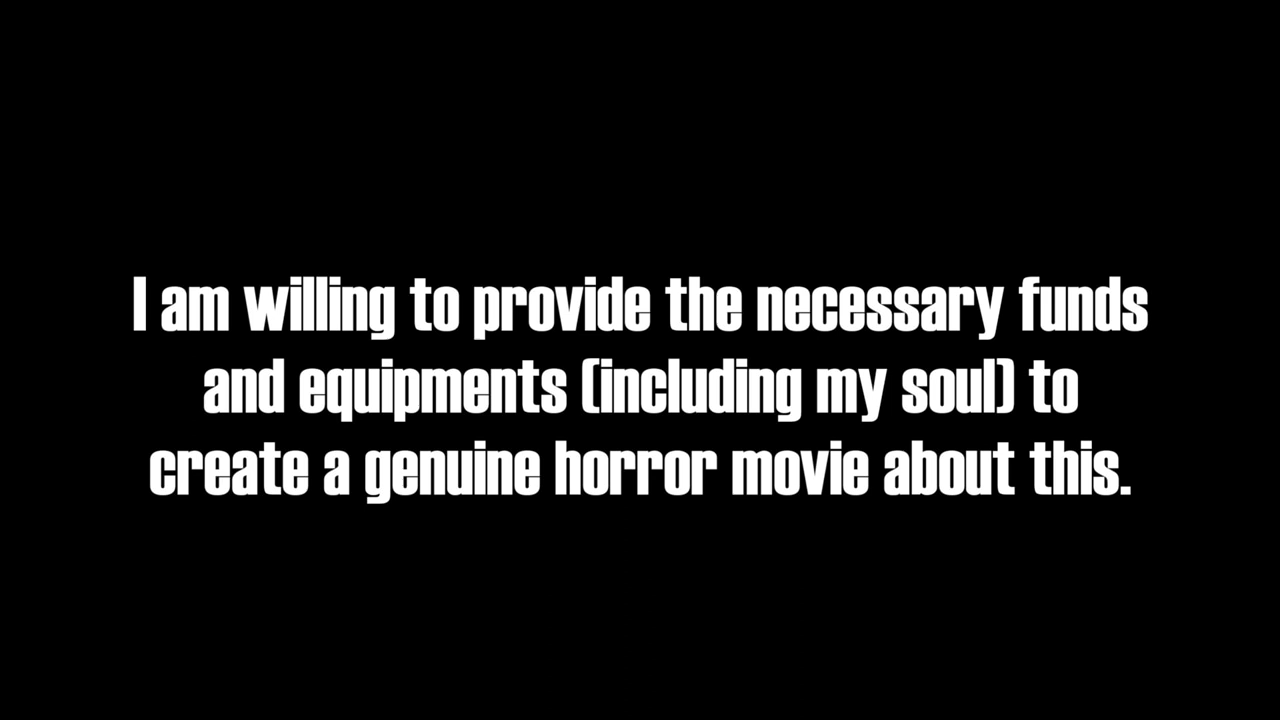 I am willing to provide the necessary funds
and equipments (including my soul) to
create a genuine horror movie about this.